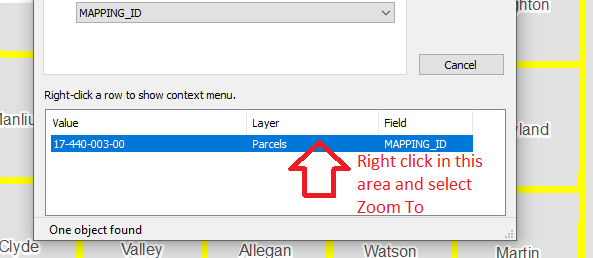 MAPPING_ID
ghton
Cancel
Right-click a row to show context menu.
Manliu
Value Layer Field
yland
17-440-003-00 Parcels MAPPING_ID
Right click in this
area and select
Zoom To
One object found
Clyde Valley Allegan Watson Martin